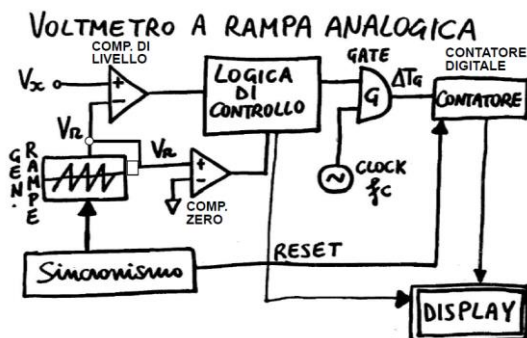 VOLTMETRO A RAMPA ANALOGICA
COMP. DI
LIVELLO
Vx
+
-
LOGICA
DI
CONTROLLO
GATE
G
ΔTG
CONTATORE
DIGITALE
CONTATORE
VR
VR
GEN.
RAMPE
+
-
COMP.
ZERO
~
CLOCK
fC
Sincronismo
RESET
DISPLAY